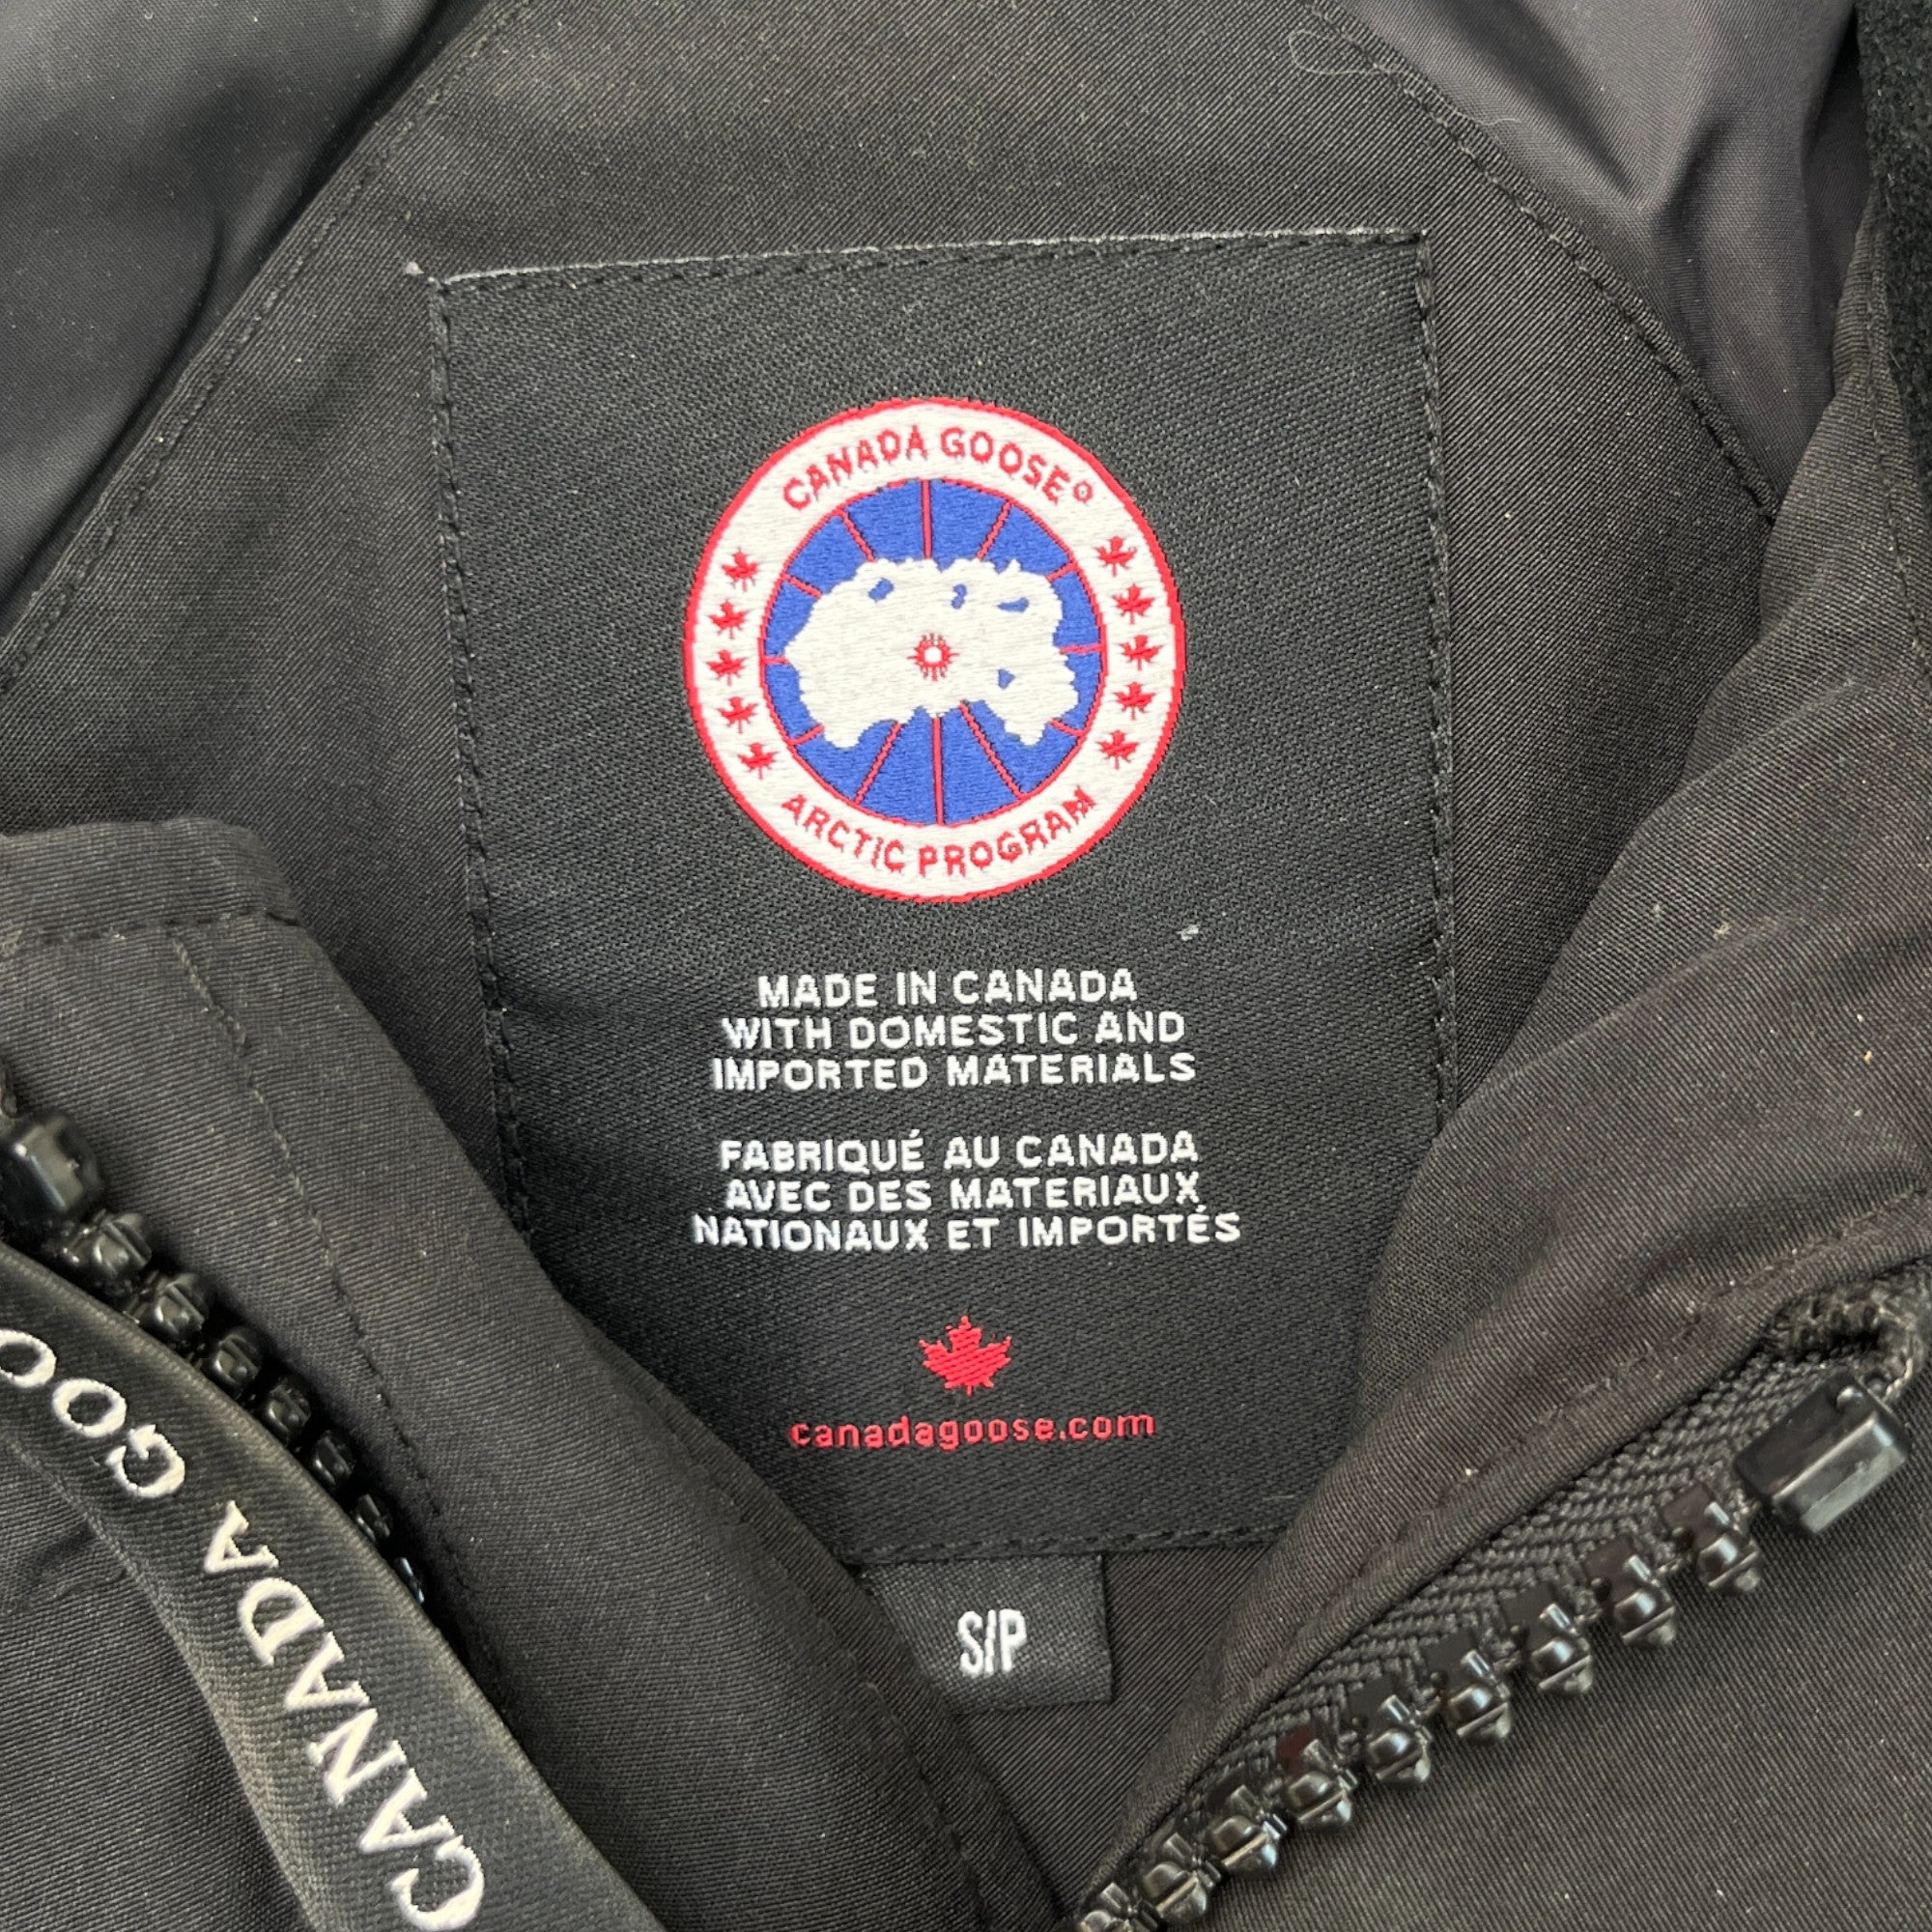 CANADA GOOSE®
ARCTIC PROGRAM
MADE IN CANADA
WITH DOMESTIC AND
IMPORTED MATERIALS
FABRIQUÉ AU CANADA
AVEC DES MATERIAUX
NATIONAUX ET IMPORTÉS
canadagoose.com
S/P
CANADA GOO